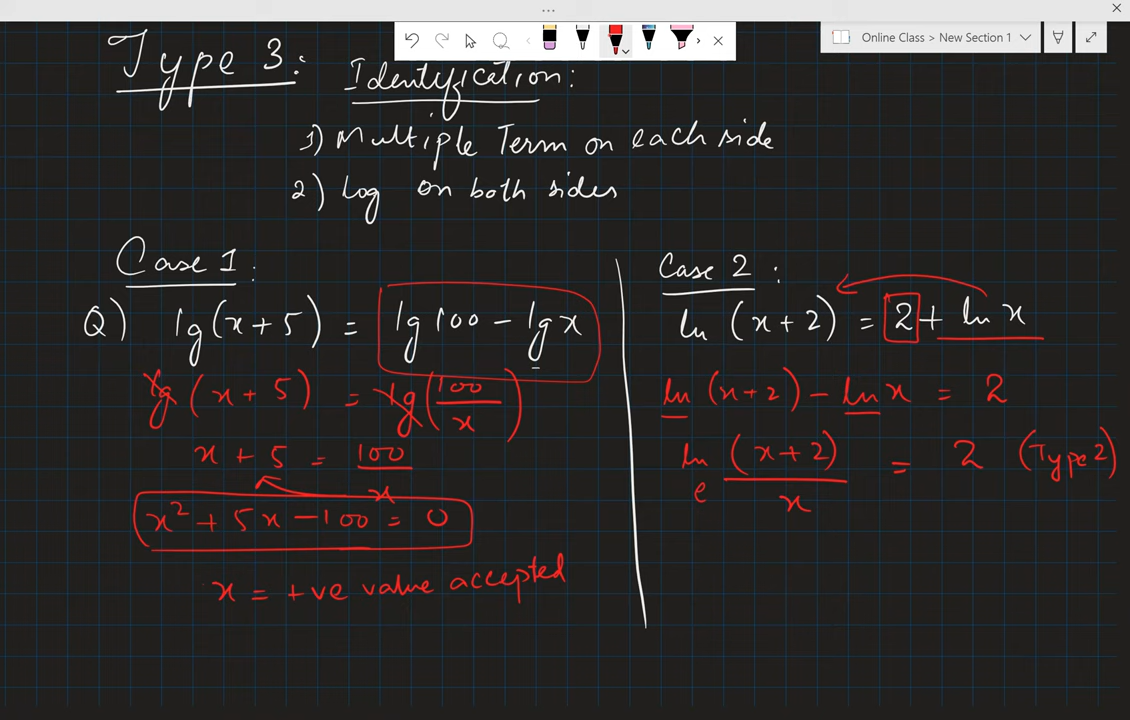 Online Class > New Section 1
Type 3:
Identification:
1) Multiple Term on each side
2) log on both sides
Case 1:
Q) lg(x+5) = lg 100 - lg x
lg(x+5) = lg(100/x)
x + 5 = 100/x
x² + 5x - 100 = 0
x = +ve value accepted
Case 2:
ln (x+2) = 2 + ln x
ln (x+2) - ln x = 2
ln e (x+2)/x = 2 (Type 2)